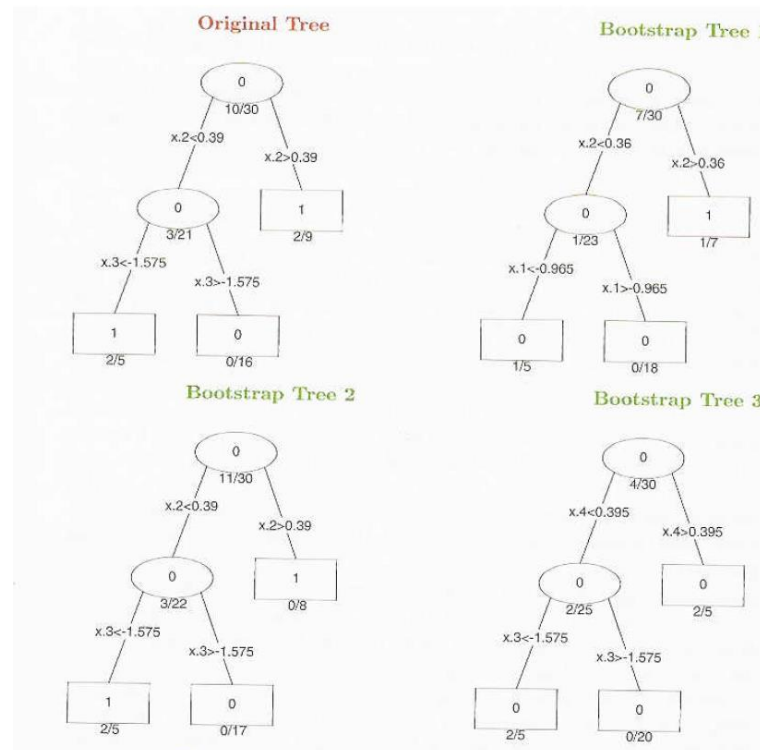 Original Tree
0
10/30
x.2<0.39
x.2>0.39
0
3/21
1
2/9
x.3<-1.575
x.3>-1.575
1
2/5
0
0/16
Bootstrap Tree
0
7/30
x.2<0.36
x.2>0.36
0
1/23
1
1/7
x.1<-0.965
x.1>-0.965
0
1/5
0
0/18
Bootstrap Tree 2
0
11/30
x.2<0.39
x.2>0.39
0
3/22
1
0/8
x.3<-1.575
x.3>-1.575
1
2/5
0
0/17
Bootstrap Tree 3
0
4/30
x.4<0.395
x.4>0.395
0
2/25
0
2/5
x.3<-1.575
x.3>-1.575
0
2/5
0
0/20